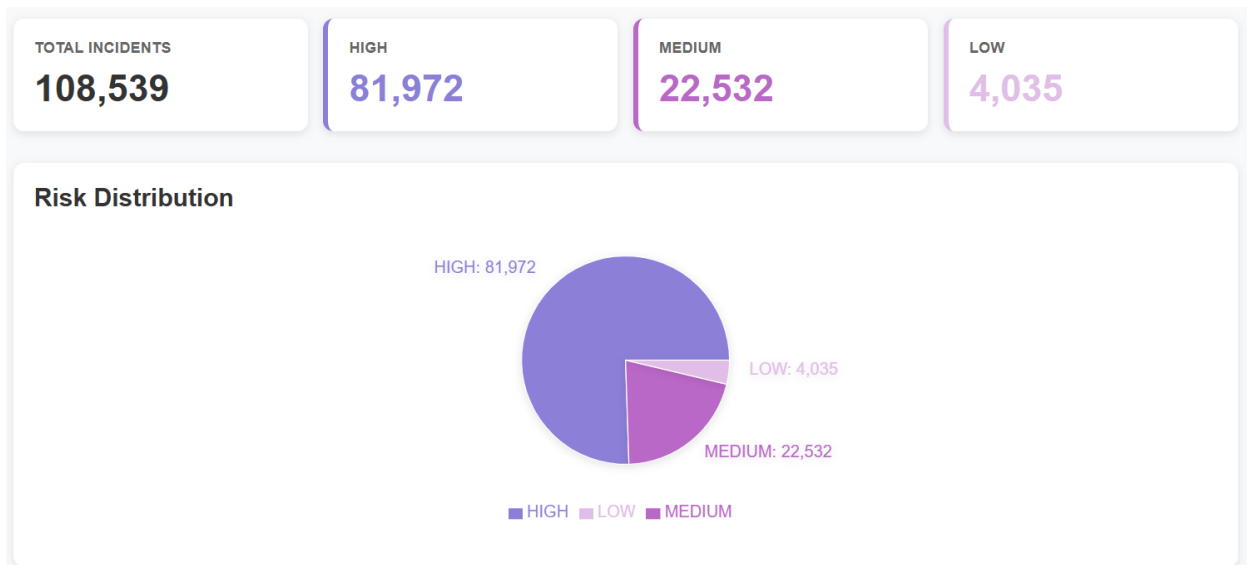 TOTAL INCIDENTS
108,539
HIGH
81,972
MEDIUM
22,532
LOW
4,035
Risk Distribution
HIGH: 81,972
LOW: 4,035
MEDIUM: 22,532
HIGH LOW MEDIUM